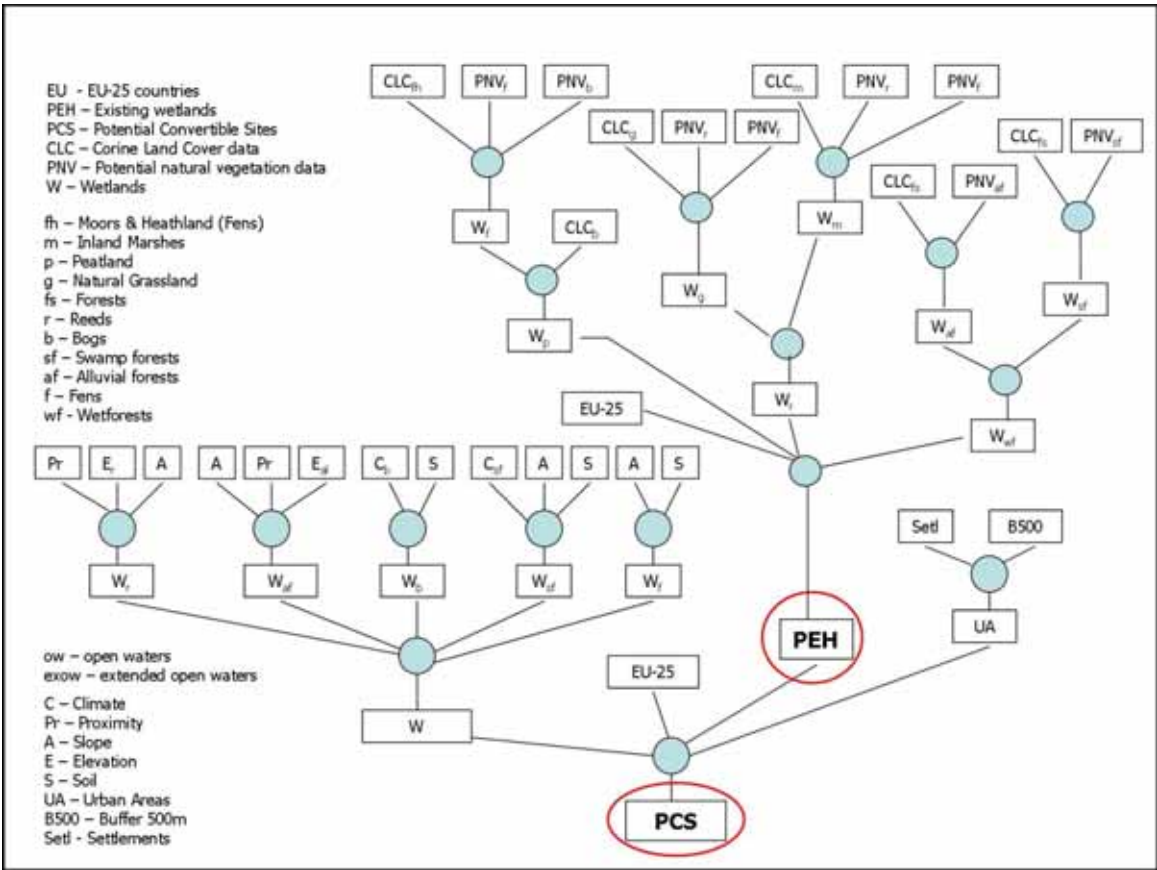 EU - EU-25 countries
PEH – Existing wetlands
PCS – Potential Convertible Sites
CLC – Corine Land Cover data
PNV – Potential natural vegetation data
W – Wetlands
fh – Moors & Heathland (Fens)
m – Inland Marshes
p – Peatland
g – Natural Grassland
fs – Forests
r – Reeds
b – Bogs
sf – Swamp forests
af – Alluvial forests
f – Fens
wf - Wetforests
CLCfh PNVf PNVb
CLCm PNVr PNVf
CLCg PNVr PNVf
CLCfs PNVsf
CLCfs PNVaf
Wf CLCb
Wm
Wg
Wsf
Waf
Wp
Wr
EU-25
Wwf
Pr Er A A Pr Eal Cb S Csf A S A S
Setl B500
Wr Waf Wb Wsf Wf
UA
PEH
EU-25
W
PCS
ow – open waters
exow – extended open waters
C – Climate
Pr – Proximity
A – Slope
E – Elevation
S – Soil
UA – Urban Areas
B500 – Buffer 500m
Setl - Settlements